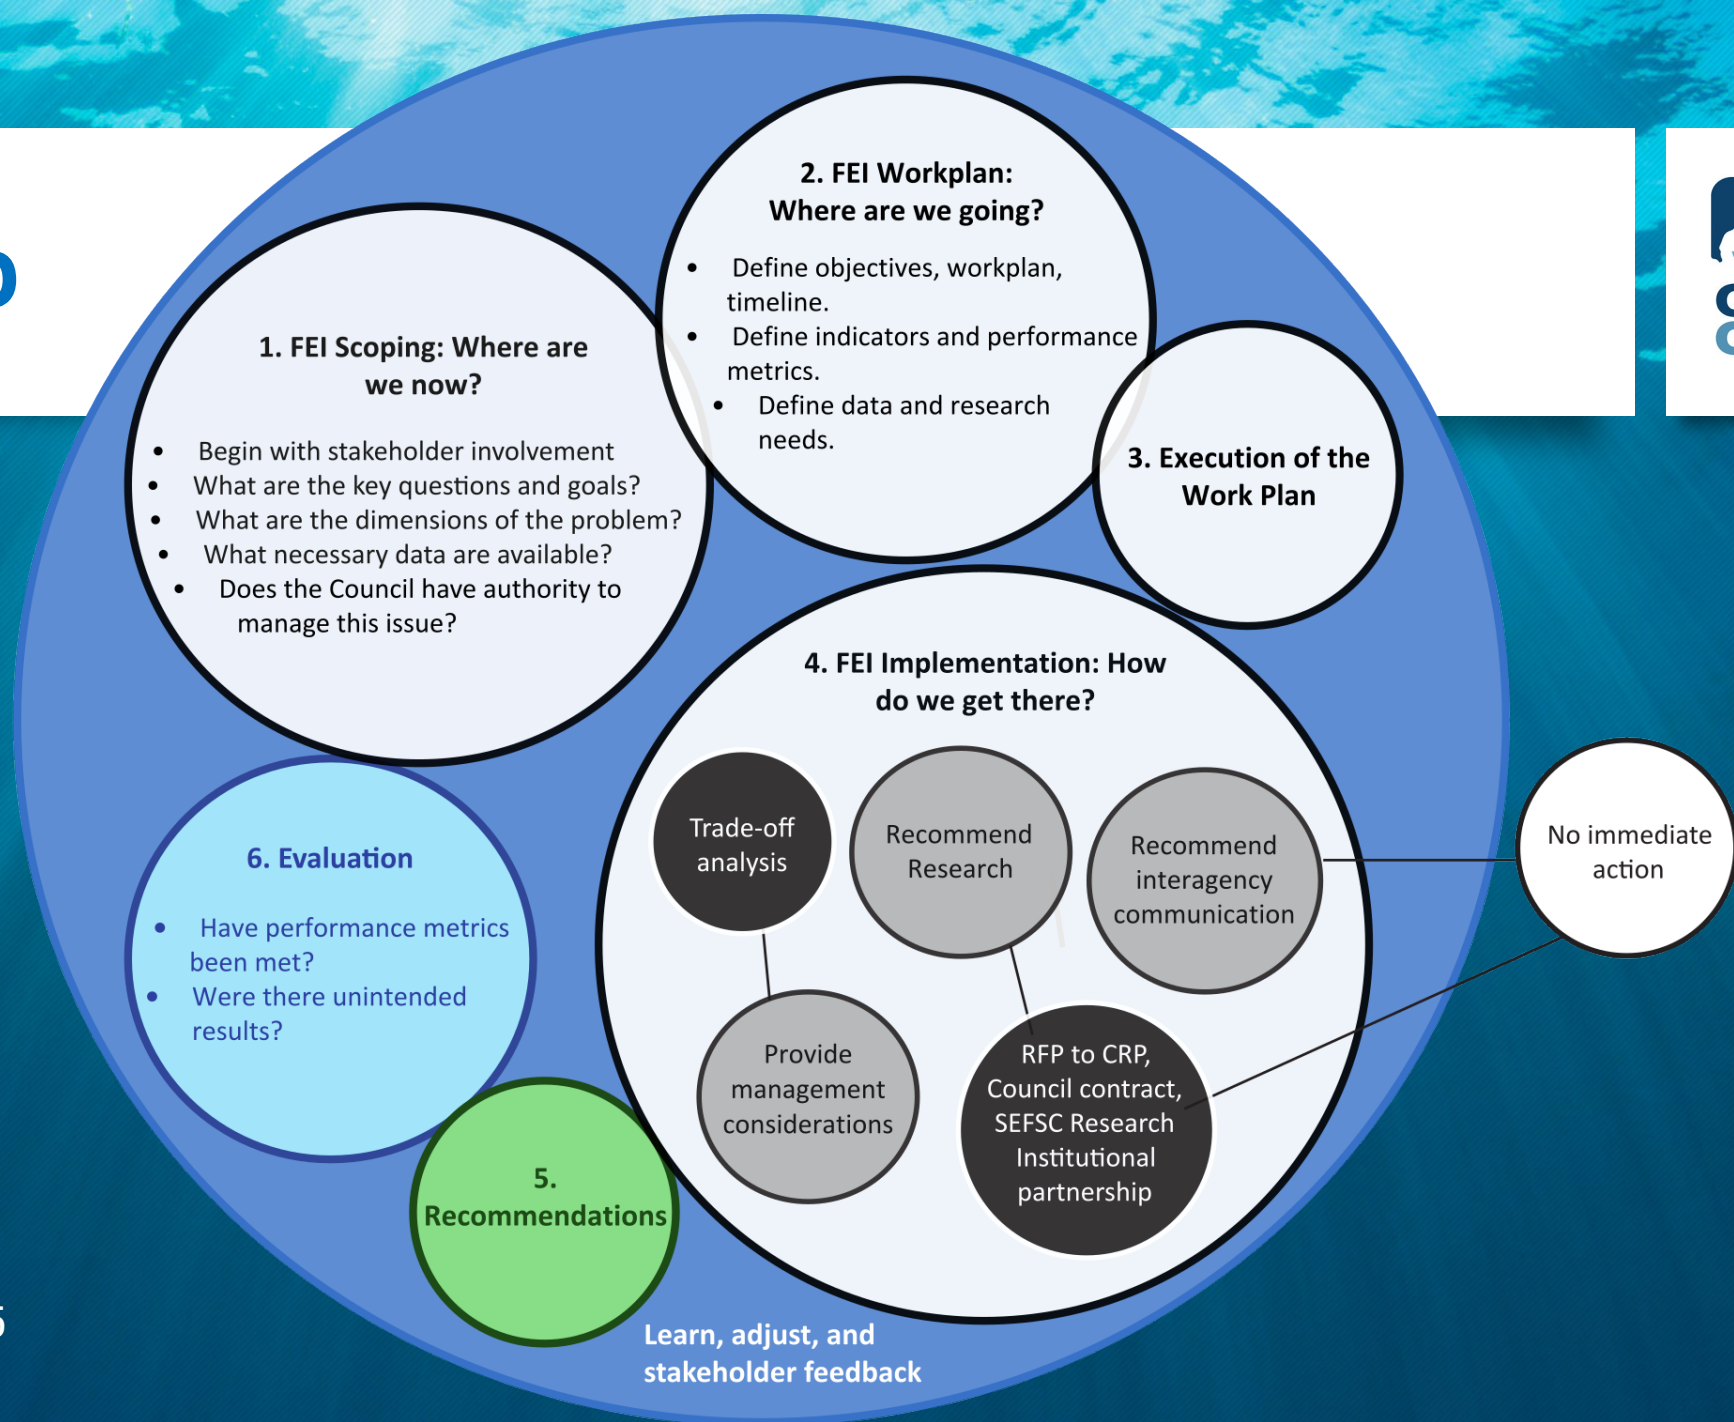 2. FEI Workplan:
Where are we going?
• Define objectives, workplan,
timeline.
• Define indicators and performance
metrics.
• Define data and research
needs.
1. FEI Scoping: Where are
we now?
• Begin with stakeholder involvement
• What are the key questions and goals?
• What are the dimensions of the problem?
• What necessary data are available?
• Does the Council have authority to
manage this issue?
3. Execution of the
Work Plan
4. FEI Implementation: How
do we get there?
Trade-off
analysis
Recommend
Research
Recommend
interagency
communication
No immediate
action
Provide
management
considerations
RFP to CRP,
Council contract,
SEFSC Research
Institutional
partnership
6. Evaluation
• Have performance metrics
been met?
• Were there unintended
results?
5.
Recommendations
Learn, adjust, and
stakeholder feedback